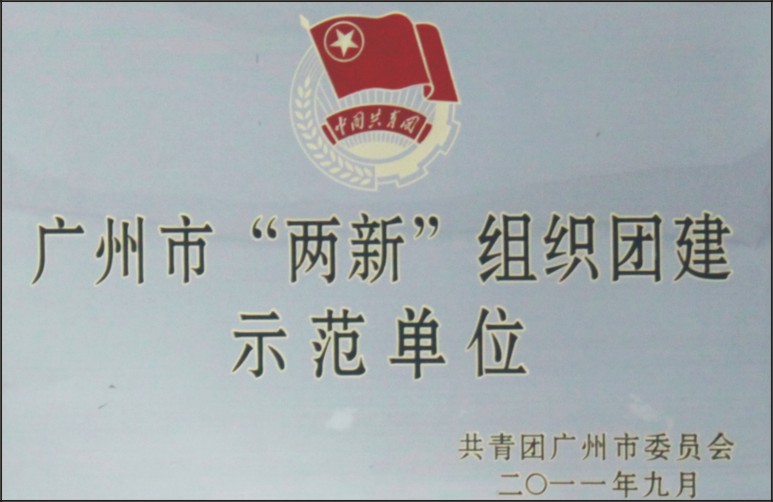 中国共青团
广州市“两新”组织团建
示范单位
共青团广州市委员会
二〇一一年九月